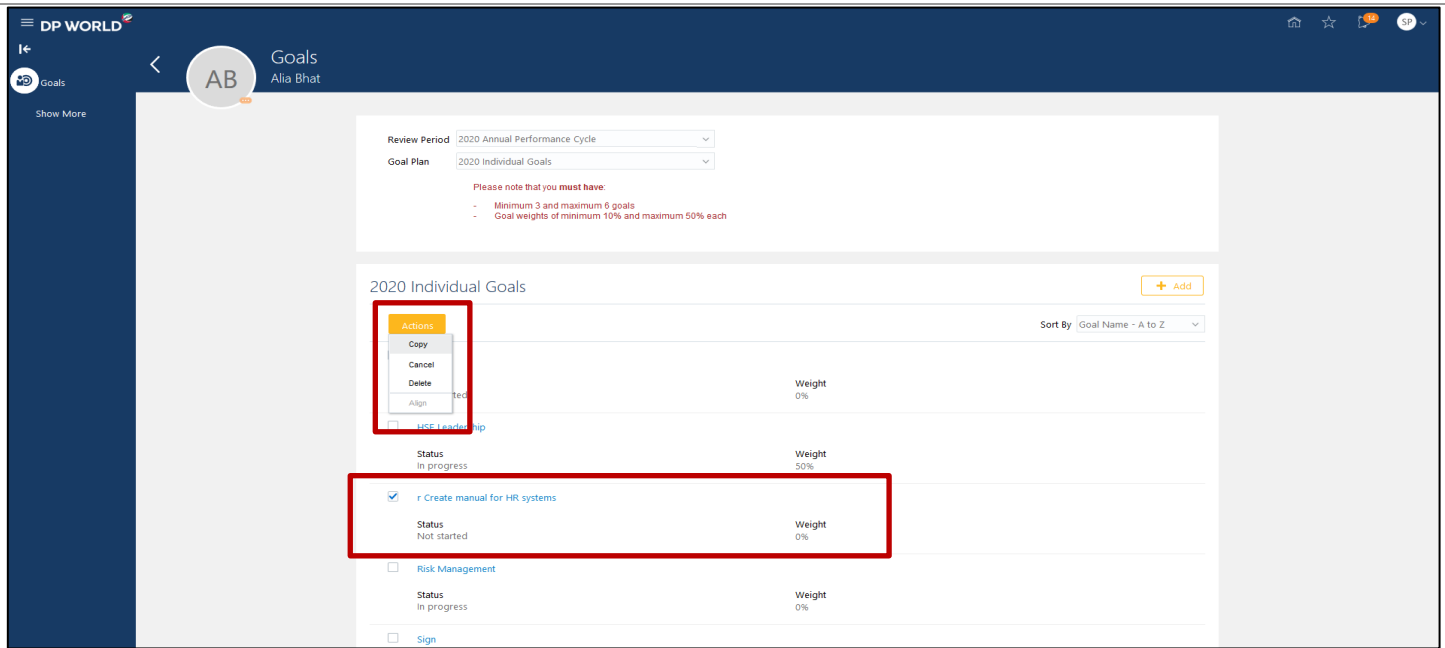 DP WORLD
14
SP
Goals
Show More
AB
Goals
Alia Bhat
Review Period 2020 Annual Performance Cycle
Goal Plan 2020 Individual Goals
Please note that you must have:
- Minimum 3 and maximum 6 goals
- Goal weights of minimum 10% and maximum 50% each
2020 Individual Goals
+ Add
Actions
Sort By Goal Name - A to Z
Copy
Cancel
Delete
Align
ted
Weight
0%
HSE Leadership
Status Weight
In progress 50%
r Create manual for HR systems
Status Weight
Not started 0%
Risk Management
Status Weight
In progress 0%
Sign